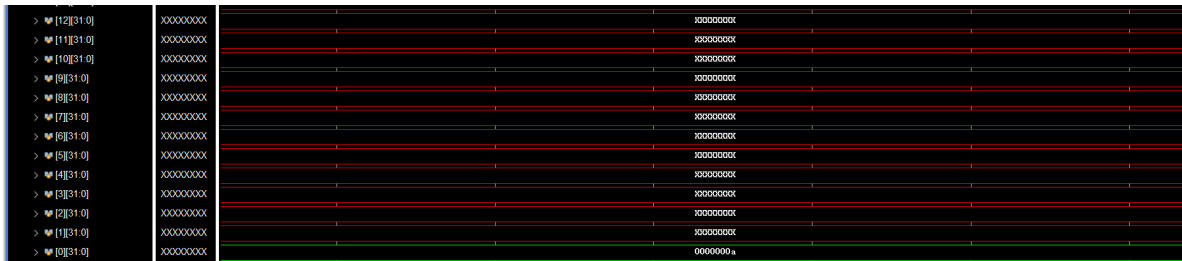 [12][31:0] XXXXXXXX XXXXXXXX
[11][31:0] XXXXXXXX XXXXXXXX
[10][31:0] XXXXXXXX XXXXXXXX
[9][31:0] XXXXXXXX XXXXXXXX
[8][31:0] XXXXXXXX XXXXXXXX
[7][31:0] XXXXXXXX XXXXXXXX
[6][31:0] XXXXXXXX XXXXXXXX
[5][31:0] XXXXXXXX XXXXXXXX
[4][31:0] XXXXXXXX XXXXXXXX
[3][31:0] XXXXXXXX XXXXXXXX
[2][31:0] XXXXXXXX XXXXXXXX
[1][31:0] XXXXXXXX XXXXXXXX
[0][31:0] XXXXXXXX 0000000a